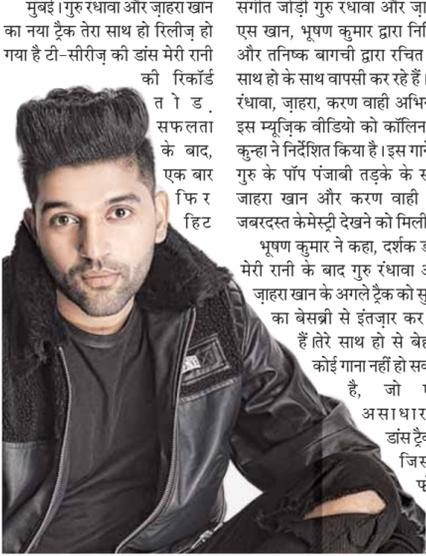 मुंबई। गुरु रंधावा और ज़ाहरा खान
का नया ट्रैक तेरा साथ हो रिलीज़ हो
गया है टी-सीरीज़ की डांस मेरी रानी
की रिकॉर्ड
तोड़
सफलता
के बाद,
एक बार
फिर
हिट
संगीत जोड़ी गुरु रंधावा और
एस खान, भूषण कुमार द्वारा
और तनिष्क बागची द्वारा रचित
साथ हो के साथ वापसी कर रहे हैं।
रंधावा, ज़ाहरा, करण वाही
इस म्यूज़िक वीडियो को कॉलिन
कुन्हा ने निर्देशित किया है। इस
गुरु के पॉप पंजाबी तड़के के
ज़ाहरा खान और करण वाही
जबरदस्त केमेस्ट्री देखने को
भूषण कुमार ने कहा, दर्शक
मेरी रानी के बाद गुरु रंधावा
ज़ाहरा खान के अगले ट्रैक को
का बेसब्री से इंतज़ार कर
हैं।तेरे साथ हो से
कोई गाना नहीं हो
है, जो
असाधार
डांस